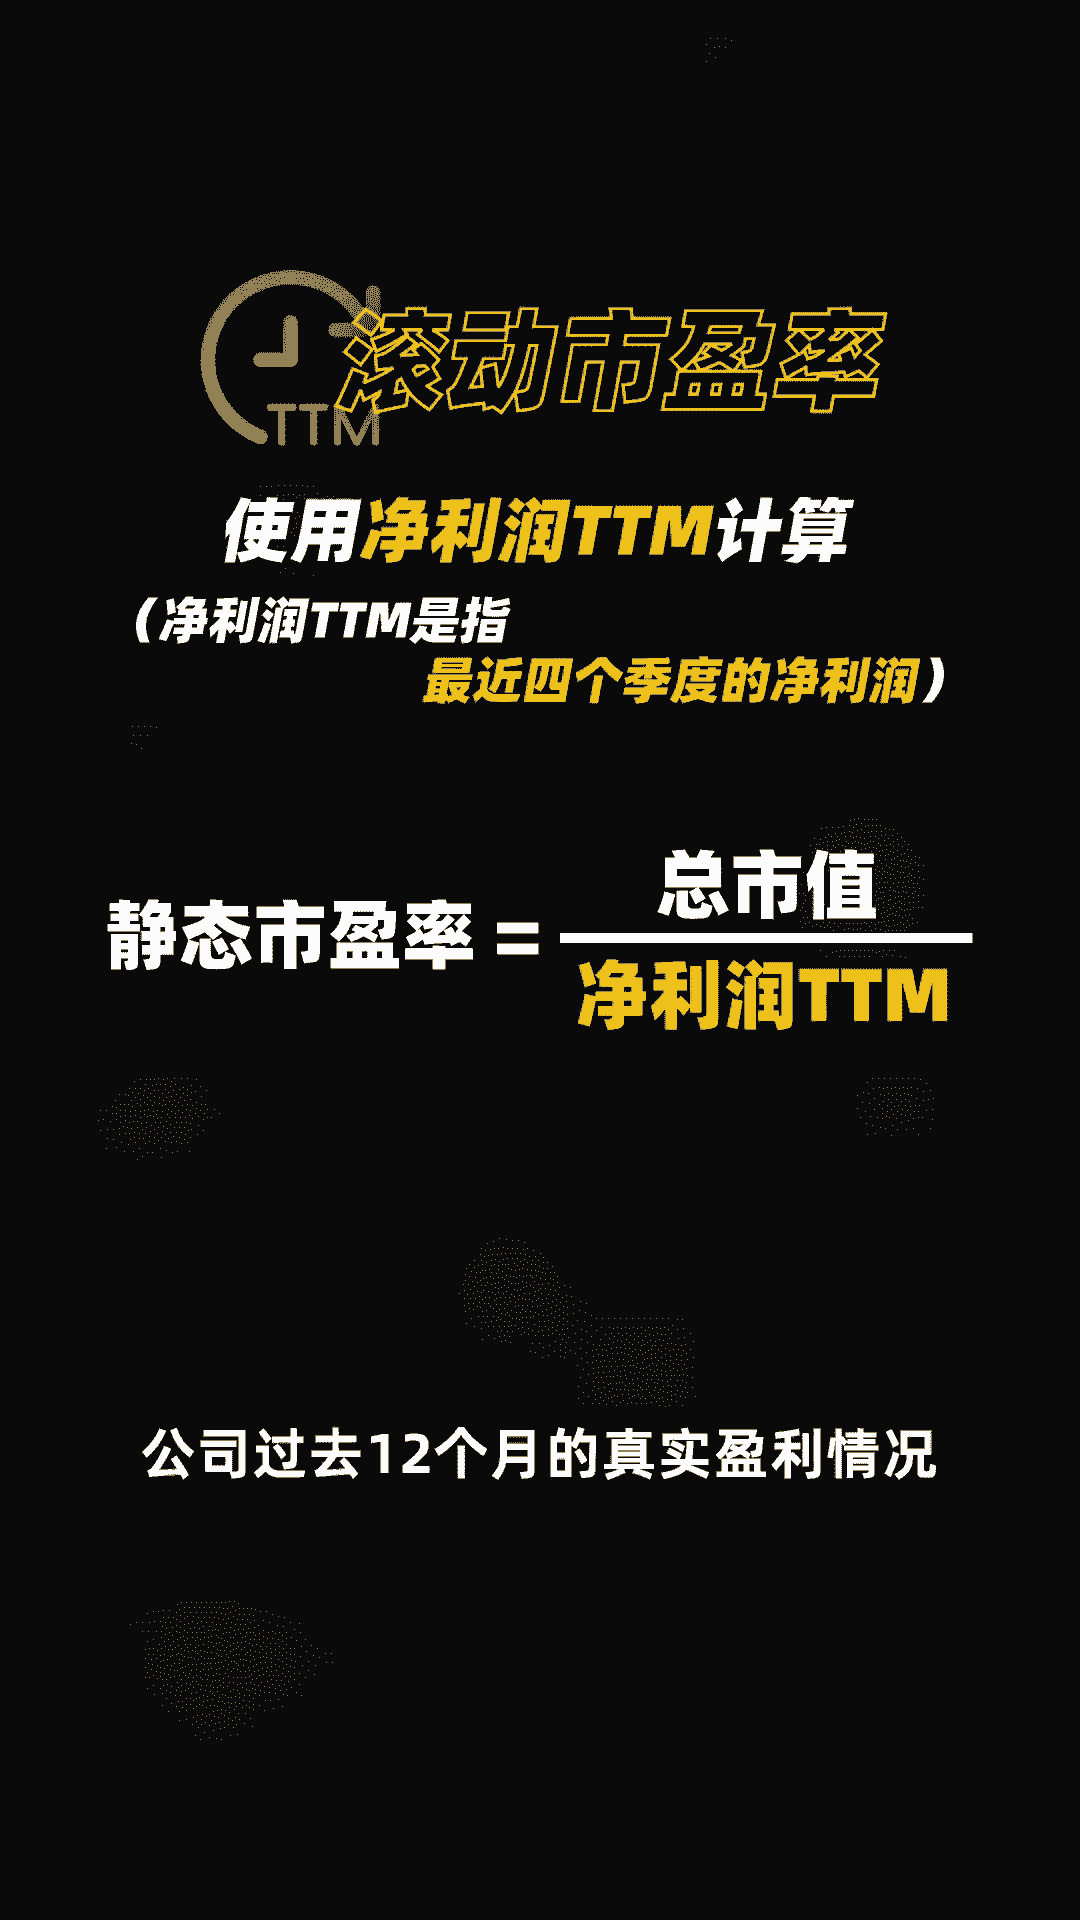 TTM
滚动市盈率
使用净利润TTM计算
（净利润TTM是指
最近四个季度的净利润）
静态市盈率 = 总市值
净利润TTM
公司过去12个月的真实盈利情况